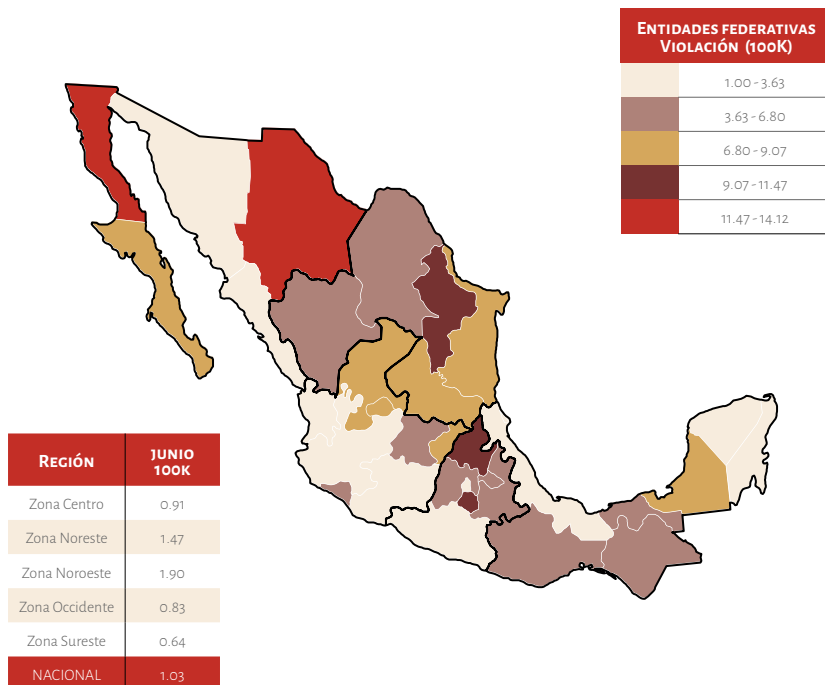 ENTIDADES FEDERATIVAS
VIOLACIÓN (100K)
1.00 - 3.63
3.63 - 6.80
6.80 - 9.07
9.07 - 11.47
11.47 - 14.12
REGIÓN JUNIO 100K
Zona Centro 0.91
Zona Noreste 1.47
Zona Noroeste 1.90
Zona Occidente 0.83
Zona Sureste 0.64
NACIONAL 1.03